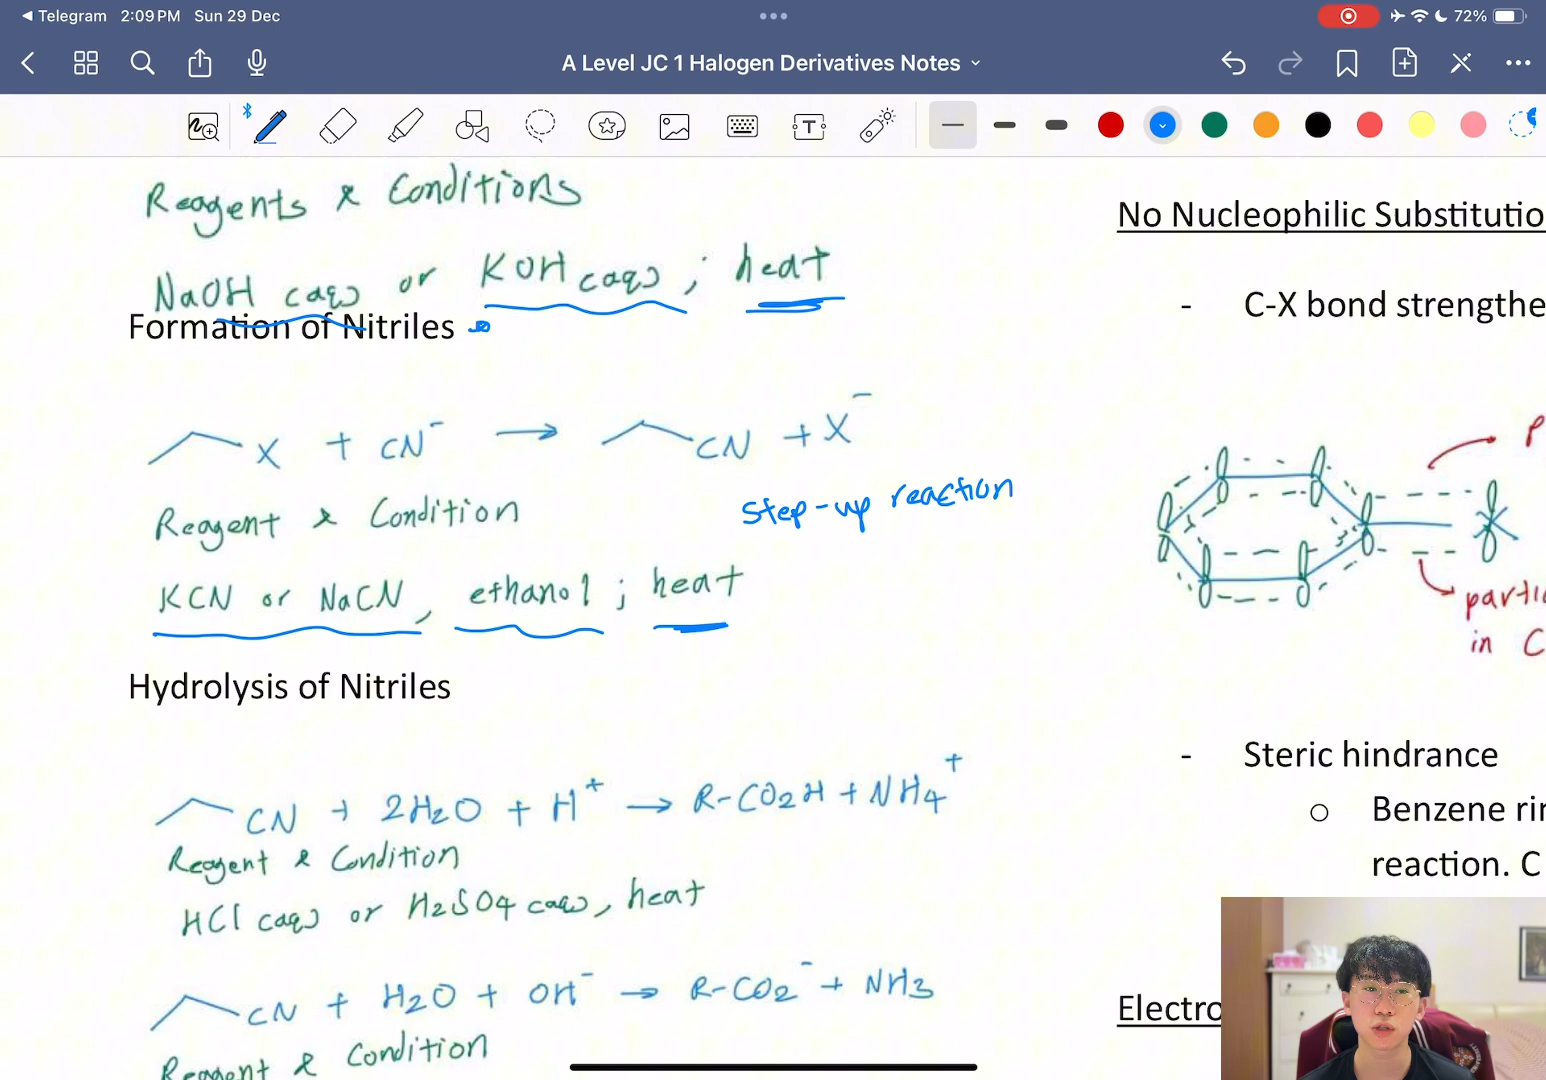 Telegram 2:09 PM Sun 29 Dec
72%
A Level JC 1 Halogen Derivatives Notes
Reagents & Conditions
NaOH (aq) or KOH (aq) ; heat
Formation of Nitriles
X + CN⁻ → CN + X⁻
Step-up reaction
Reagent & Condition
KCN or NaCN, ethanol ; heat
Hydrolysis of Nitriles
CN + 2H₂O + H⁺ → R-CO₂H + NH₄⁺
Reagent & Condition
HCl (aq) or H₂SO₄ (aq), heat
CN + H₂O + OH⁻ → R-CO₂⁻ + NH₃
Reagent & Condition
No Nucleophilic Substitutio
- C-X bond strengthe
P
X
partia
in C
- Steric hindrance
o Benzene rin
reaction. C
Electro